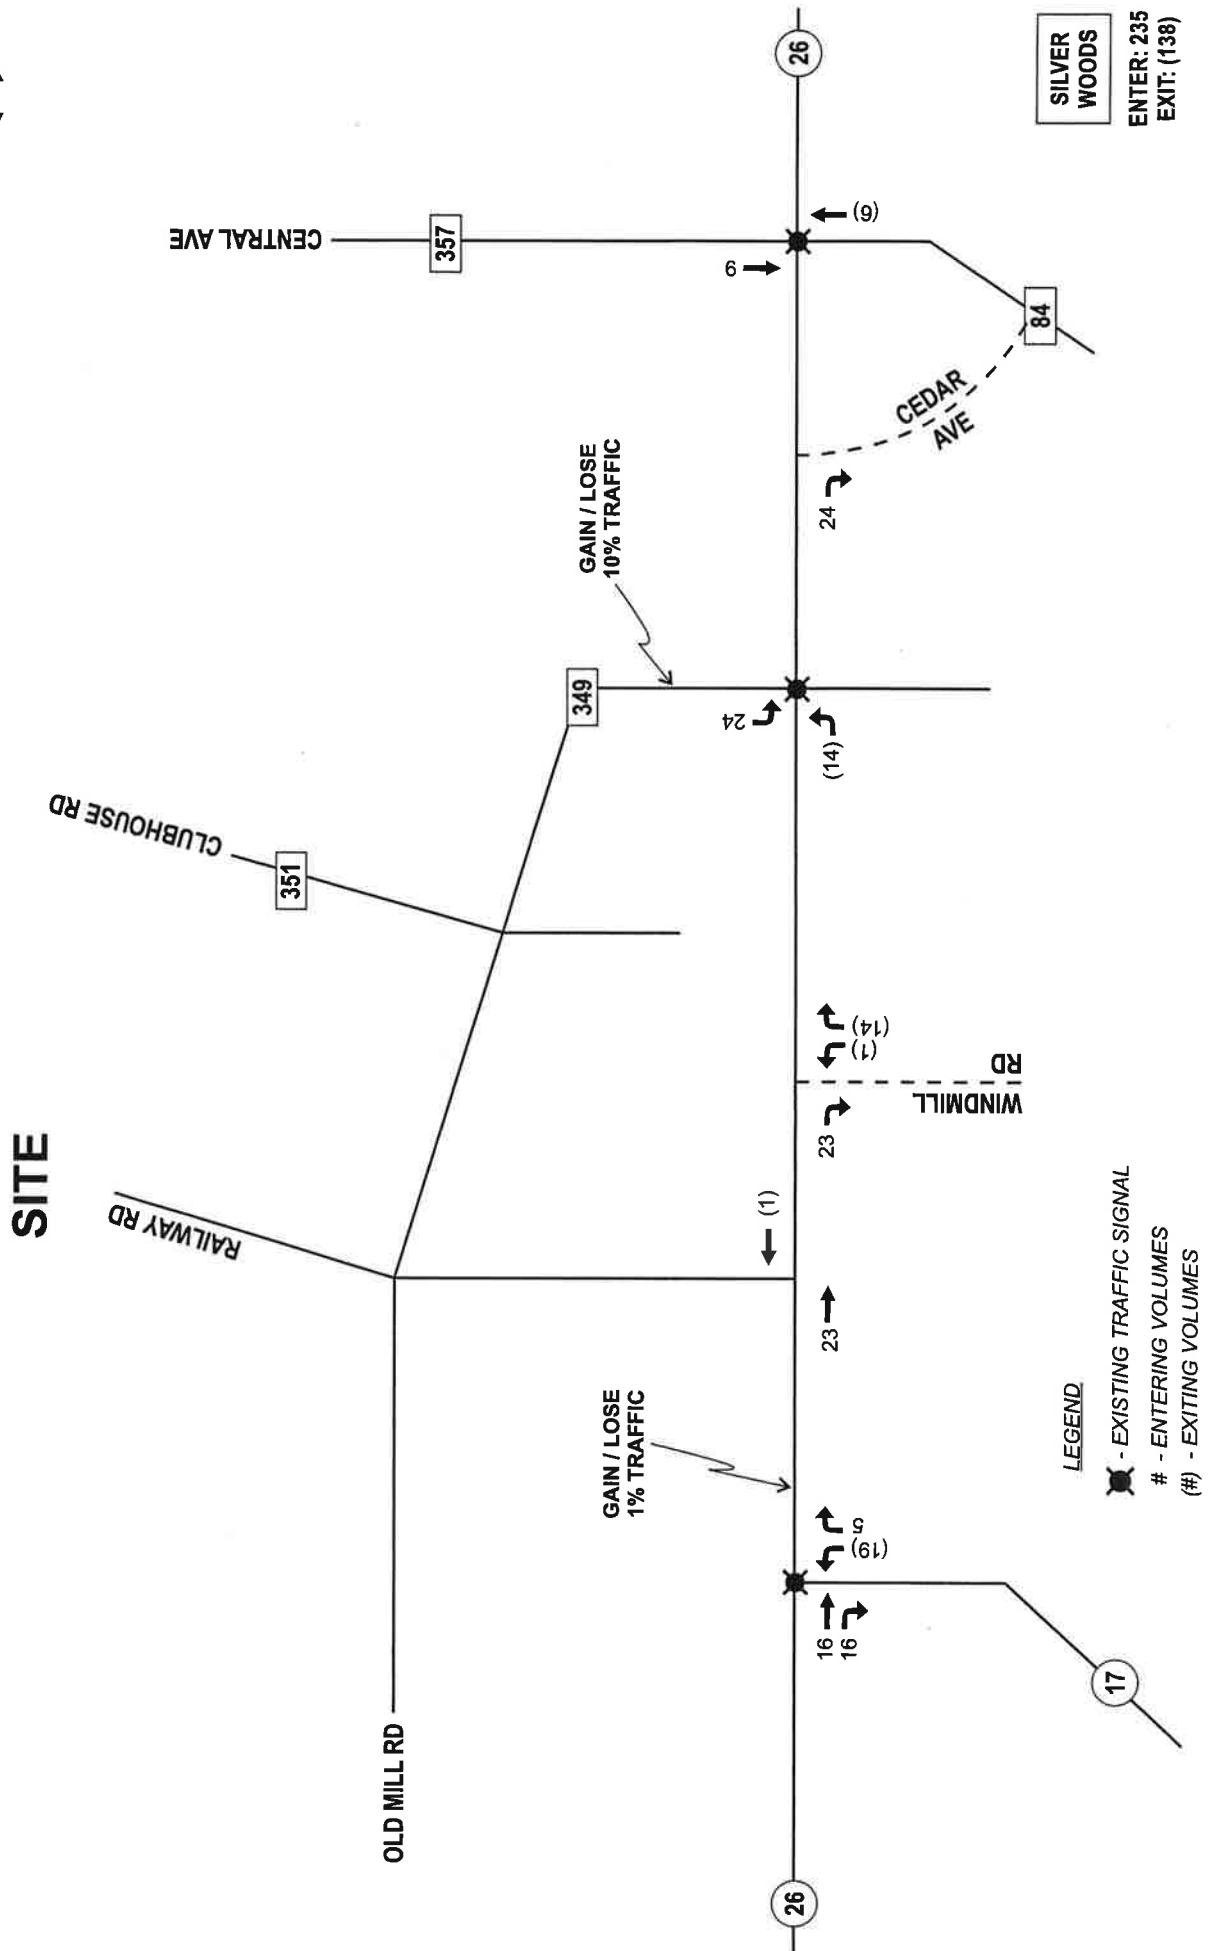 SITE
RAILWAY RD
CLUBHOUSE RD
CENTRAL AVE
351
357
349
OLD MILL RD
GAIN / LOSE
1% TRAFFIC
GAIN / LOSE
10% TRAFFIC
26
16
16
(19)
5
23
(1)
23
(1)
(14)
WINDMILL
RD
24
(14)
24
CEDAR
AVE
84
9
(6)
26
17
LEGEND
- EXISTING TRAFFIC SIGNAL
# - ENTERING VOLUMES
(#) - EXITING VOLUMES
SILVER
WOODS
ENTER: 235
EXIT: (138)